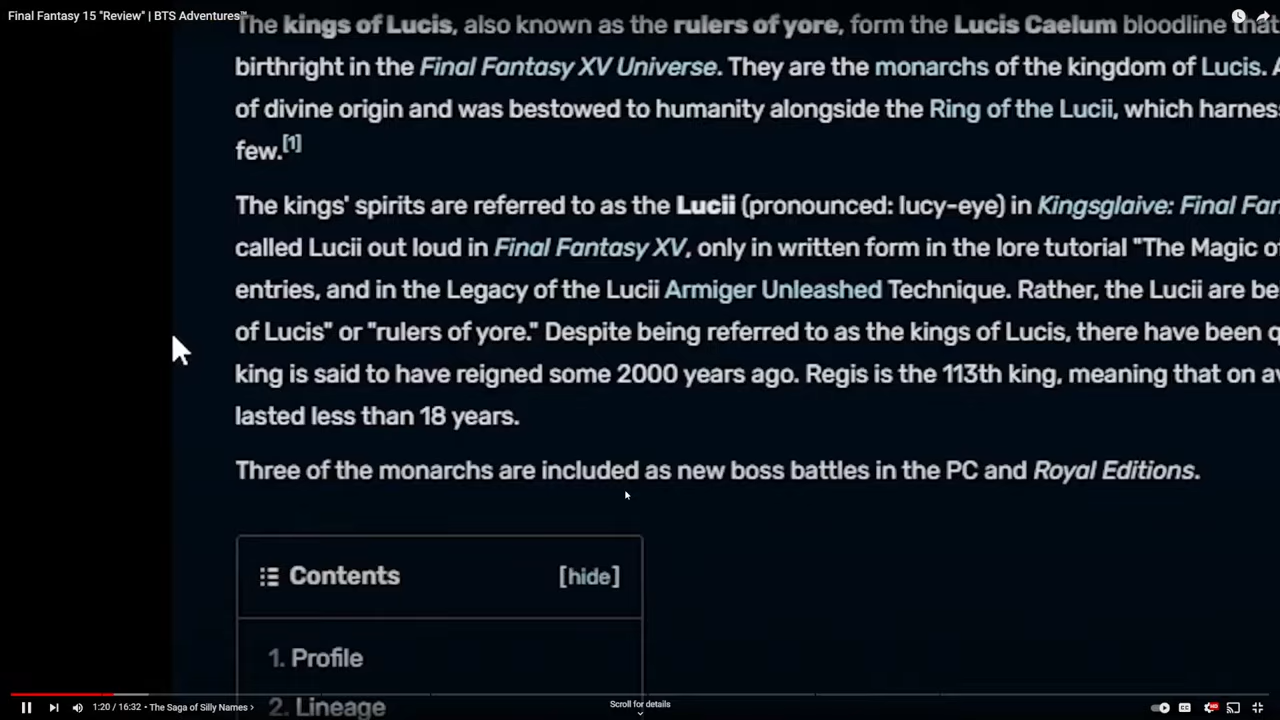 Final Fantasy 15 "Review" | BTS Adventures™
The kings of Lucis, also known as the rulers of yore, form the Lucis Caelum bloodline that
birthright in the Final Fantasy XV Universe. They are the monarchs of the kingdom of Lucis. A
of divine origin and was bestowed to humanity alongside the Ring of the Lucii, which harness
few.[1]
The kings' spirits are referred to as the Lucii (pronounced: lucy-eye) in Kingsglaive: Final Fan
called Lucii out loud in Final Fantasy XV, only in written form in the lore tutorial "The Magic of
entries, and in the Legacy of the Lucii Armiger Unleashed Technique. Rather, the Lucii are be
of Lucis" or "rulers of yore." Despite being referred to as the kings of Lucis, there have been q
king is said to have reigned some 2000 years ago. Regis is the 113th king, meaning that on av
lasted less than 18 years.
Three of the monarchs are included as new boss battles in the PC and Royal Editions.
Contents [hide]
1. Profile
2. Lineage
Scroll for details
1:20 / 16:32 • The Saga of Silly Names >
CC
HD